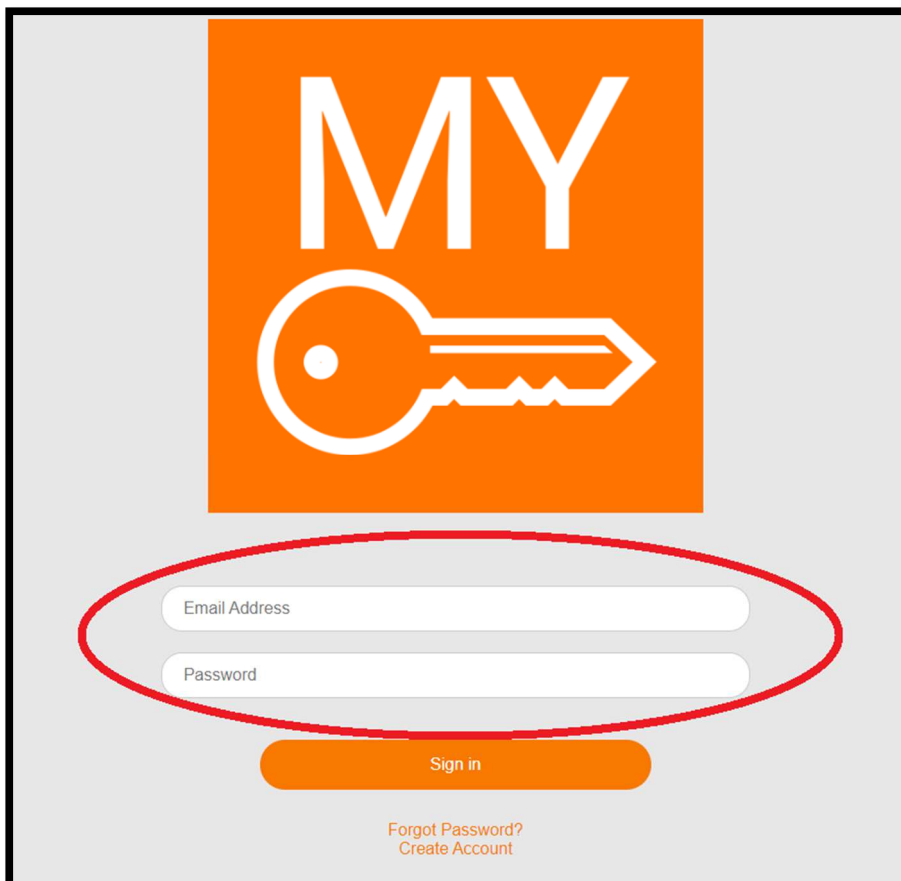 MY
Email Address
Password
Sign in
Forgot Password?
Create Account